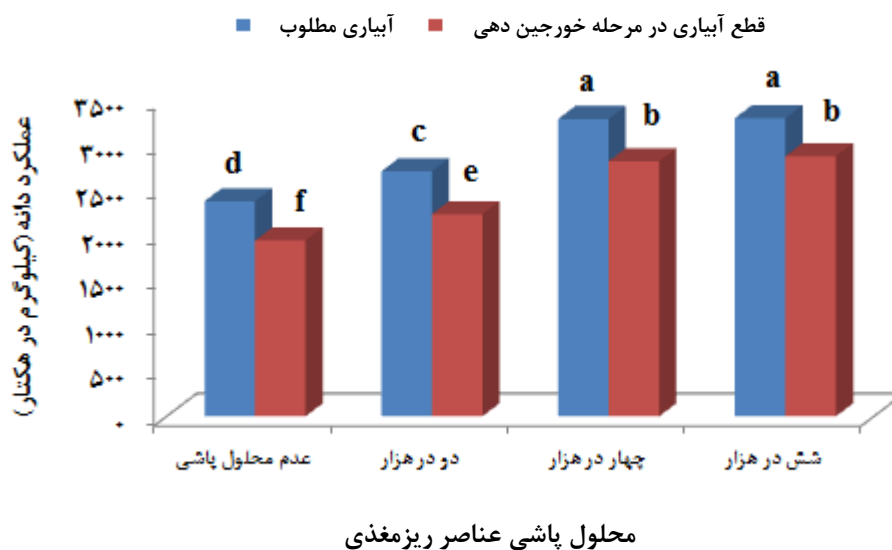 آبیاری مطلوب قطع آبیاری در مرحله خورجین دهی
عملکرد دانه (کیلوگرم در هکتار)
۳۵۰۰
۳۰۰۰
۲۵۰۰
۲۰۰۰
۱۵۰۰
۱۰۰۰
۵۰۰
۰
d f c e a b a b
عدم محلول پاشی دو در هزار چهار در هزار شش در هزار
محلول پاشی عناصر ریزمغذی